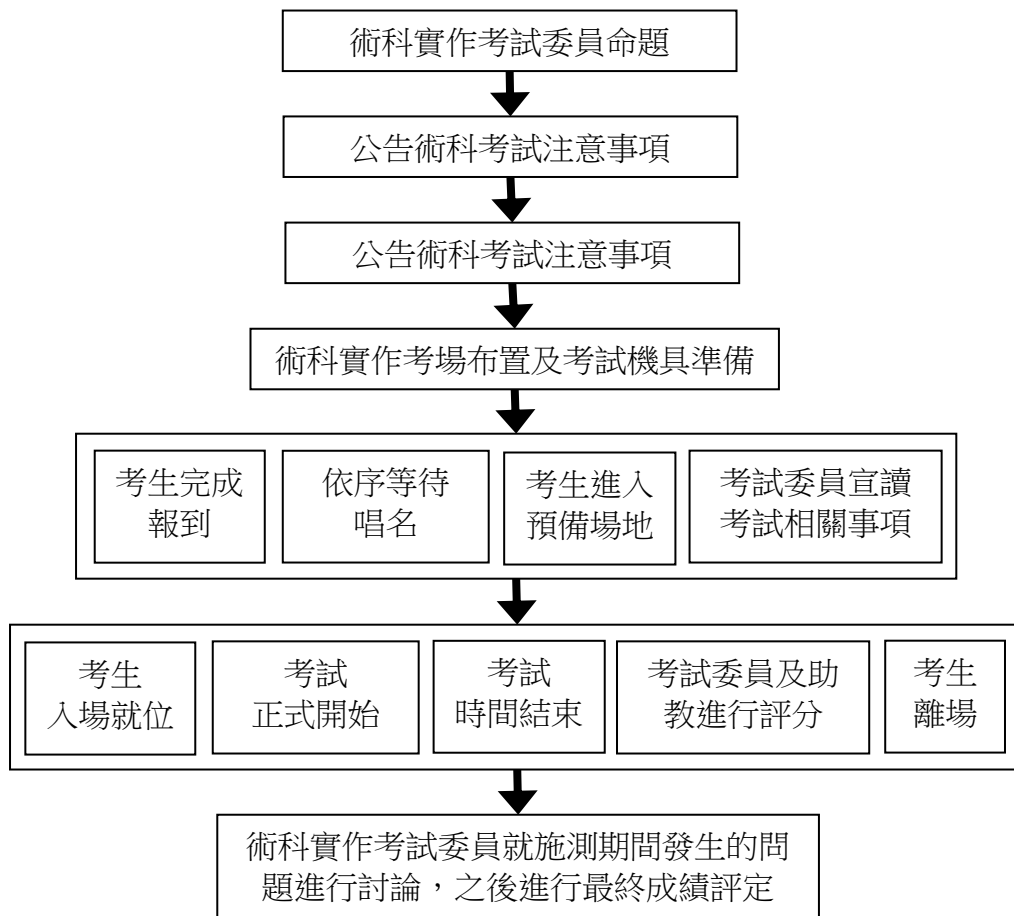 術科實作考試委員命題
公告術科考試注意事項
公告術科考試注意事項
術科實作考場布置及考試機具準備
考生完成
報到
依序等待
唱名
考生進入
預備場地
考試委員宣讀
考試相關事項
考生
入場就位
考試
正式開始
考試
時間結束
考試委員及助
教進行評分
考生
離場
術科實作考試委員就施測期間發生的問
題進行討論，之後進行最終成績評定